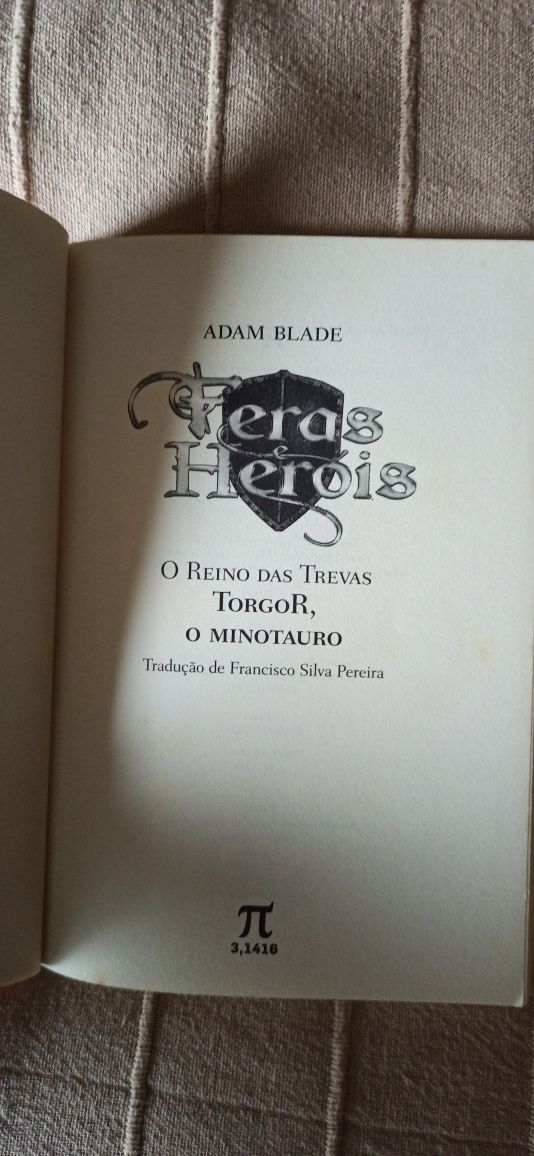 ADAM BLADE
Feras
e
Heróis
O Reino das Trevas
TorgoR,
o minotauro
Tradução de Francisco Silva Pereira
π
3,1416